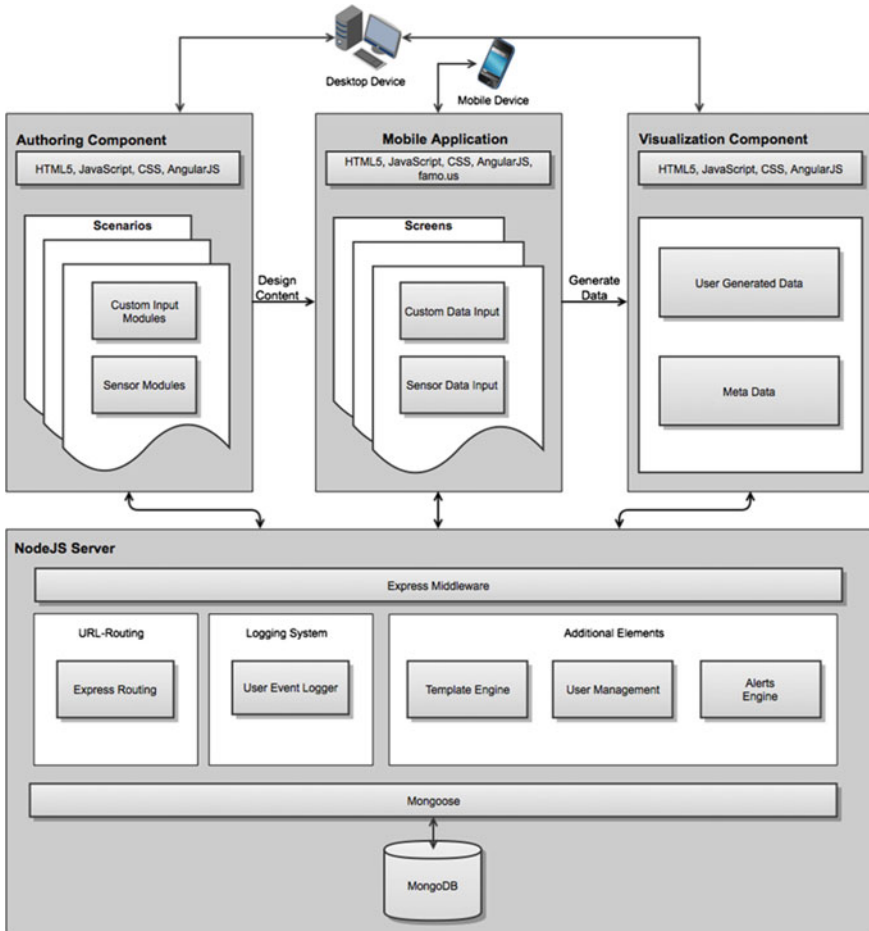 Desktop Device
Mobile Device
Authoring Component
HTML5, JavaScript, CSS, AngularJS
Scenarios
Custom Input
Modules
Sensor Modules
Design
Content
Mobile Application
HTML5, JavaScript, CSS, AngularJS,
famo.us
Screens
Custom Data Input
Sensor Data Input
Generate
Data
Visualization Component
HTML5, JavaScript, CSS, AngularJS
User Generated Data
Meta Data
NodeJS Server
Express Middleware
URL-Routing
Express Routing
Logging System
User Event Logger
Additional Elements
Template Engine
User Management
Alerts
Engine
Mongoose
MongoDB